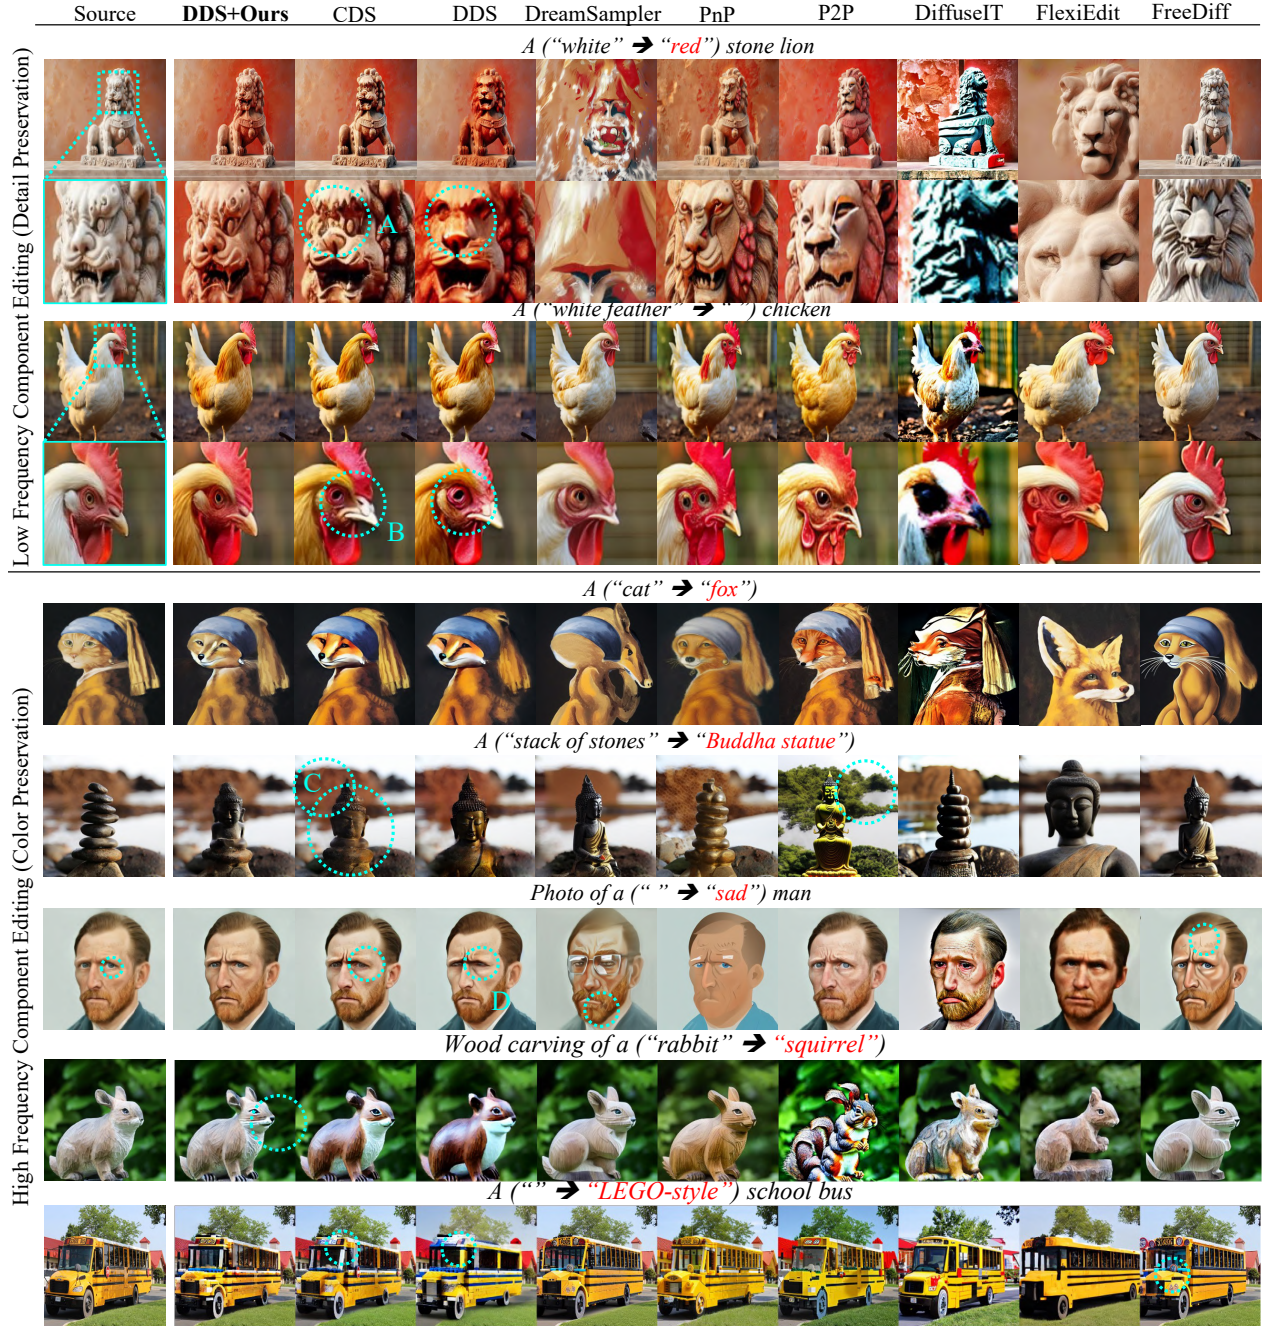 Source DDS+Ours CDS DDS DreamSampler PnP P2P DiffuseIT FlexiEdit FreeDiff
Low Frequency Component Editing (Detail Preservation)
A (“white” ➔ “red”) stone lion
A
A (“white feather” ➔ “ ”) chicken
B
High Frequency Component Editing (Color Preservation)
A (“cat” ➔ “fox”)
A (“stack of stones” ➔ “Buddha statue”)
C
Photo of a (“ ” ➔ “sad”) man
D
Wood carving of a (“rabbit” ➔ “squirrel”)
A (“” ➔ “LEGO-style”) school bus